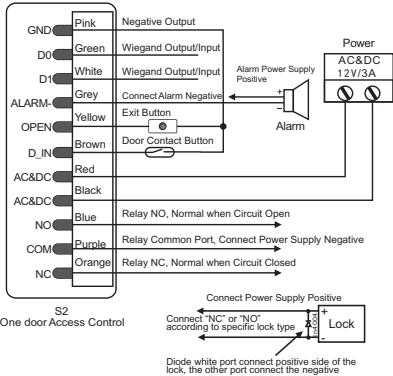 GND Pink Negative Output
D0 Green Wiegand Output/Input
D1 White Wiegand Output/Input
ALARM- Grey Connect Alarm Negative
OPEN Yellow Exit Button
D_IN Brown Door Contact Button
AC&DC Red
AC&DC Black
NO Blue Relay NO, Normal when Circuit Open
COM Purple Relay Common Port, Connect Power Supply Negative
NC Orange Relay NC, Normal when Circuit Closed
S2
One door Access Control
Alarm Power Supply
Positive
+
−
Alarm
Power
AC&DC
12V/3A
Connect Power Supply Positive
Connect “NC” or “NO”
according to specific lock type
+
-
Lock
Diode white port connect positive side of the
lock, the other port connect the negative